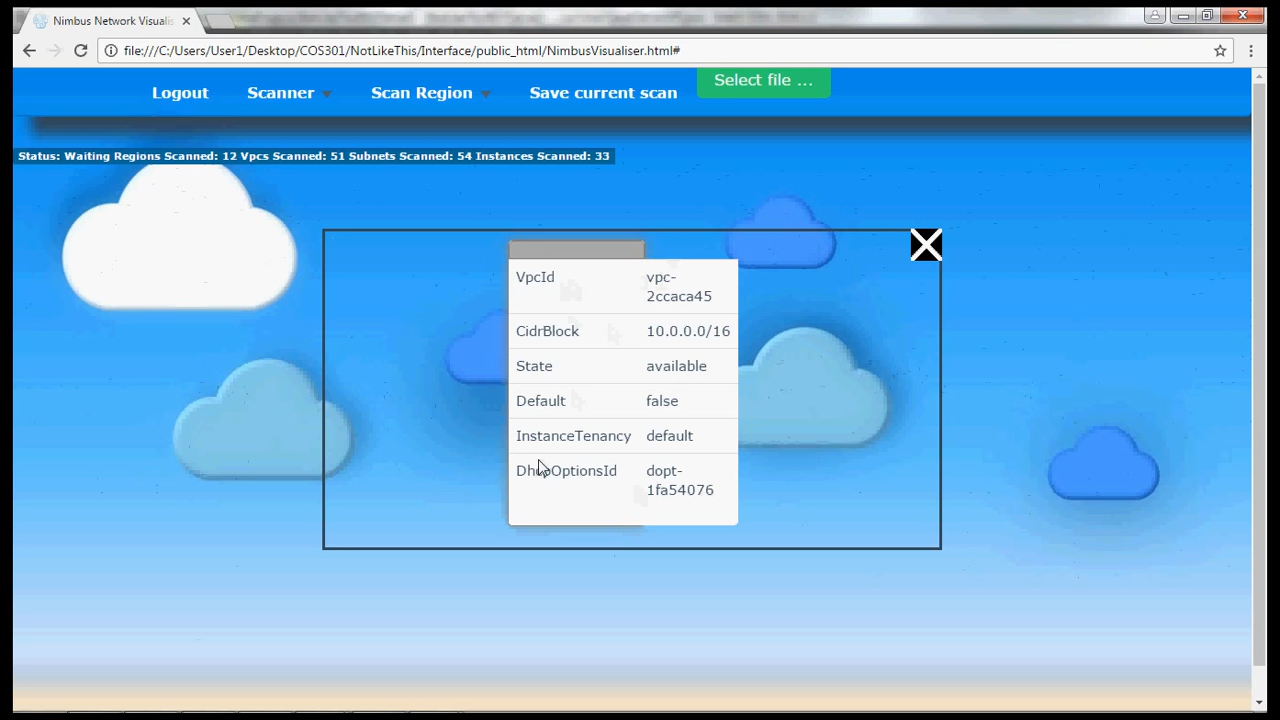 Nimbus Network Visualis
file:///C:/Users/User1/Desktop/COS301/NotLikeThis/Interface/public_html/NimbusVisualiser.html#
Logout Scanner Scan Region Save current scan Select file ...
Status: Waiting Regions Scanned: 12 Vpcs Scanned: 51 Subnets Scanned: 54 Instances Scanned: 33
VpcId vpc-
2ccaca45
CidrBlock 10.0.0.0/16
State available
Default false
InstanceTenancy default
DhcpOptionsId dopt-
1fa54076